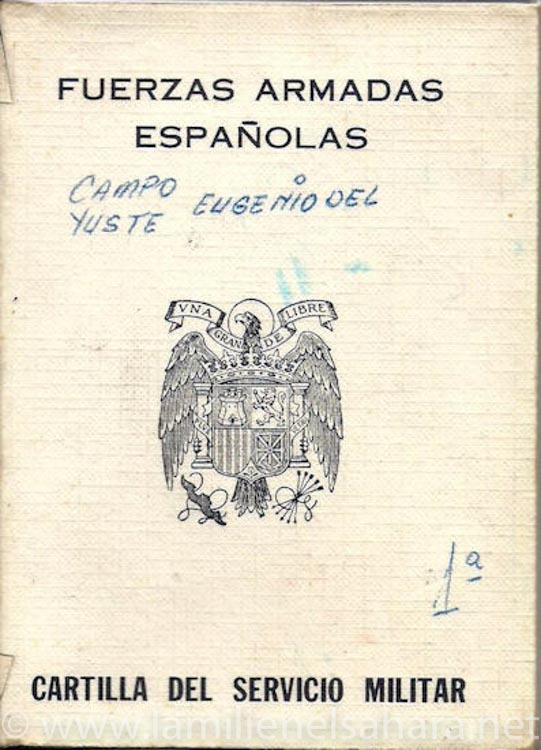 FUERZAS ARMADAS
ESPAÑOLAS
CAMPO EUGENIO DEL
YUSTE
VNA GRANDE LIBRE
1ª
CARTILLA DEL SERVICIO MILITAR
© www.lamilienelsahara.net